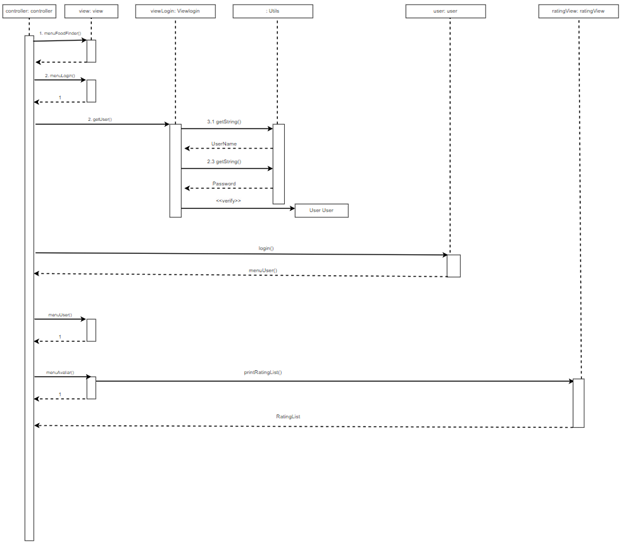 controller: controller
view: view
viewLogin: Viewlogin
: Utils
user: user
ratingView: ratingView
1. menuFoodFinder()
2. menuLogin()
1
2. getUser()
3.1 getString()
UserName
2.3 getString()
Password
<<verify>>
User User
login()
menuUser()
menuUser()
1
menuAvaliar()
printRatingList()
1
RatingList